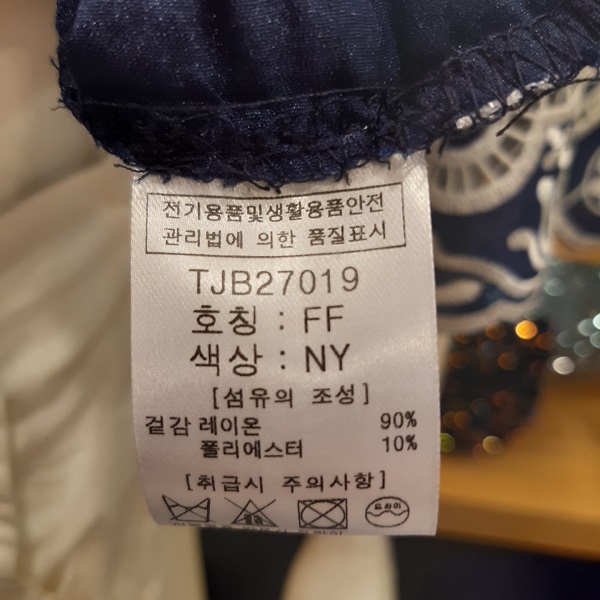 전기용품및생활용품안전
관리법에 의한 품질표시
TJB27019
호칭 : FF
색상 : NY
[섬유의 조성]
겉감 레이온 90%
폴리에스터 10%
[취급시 주의사항]
드라이